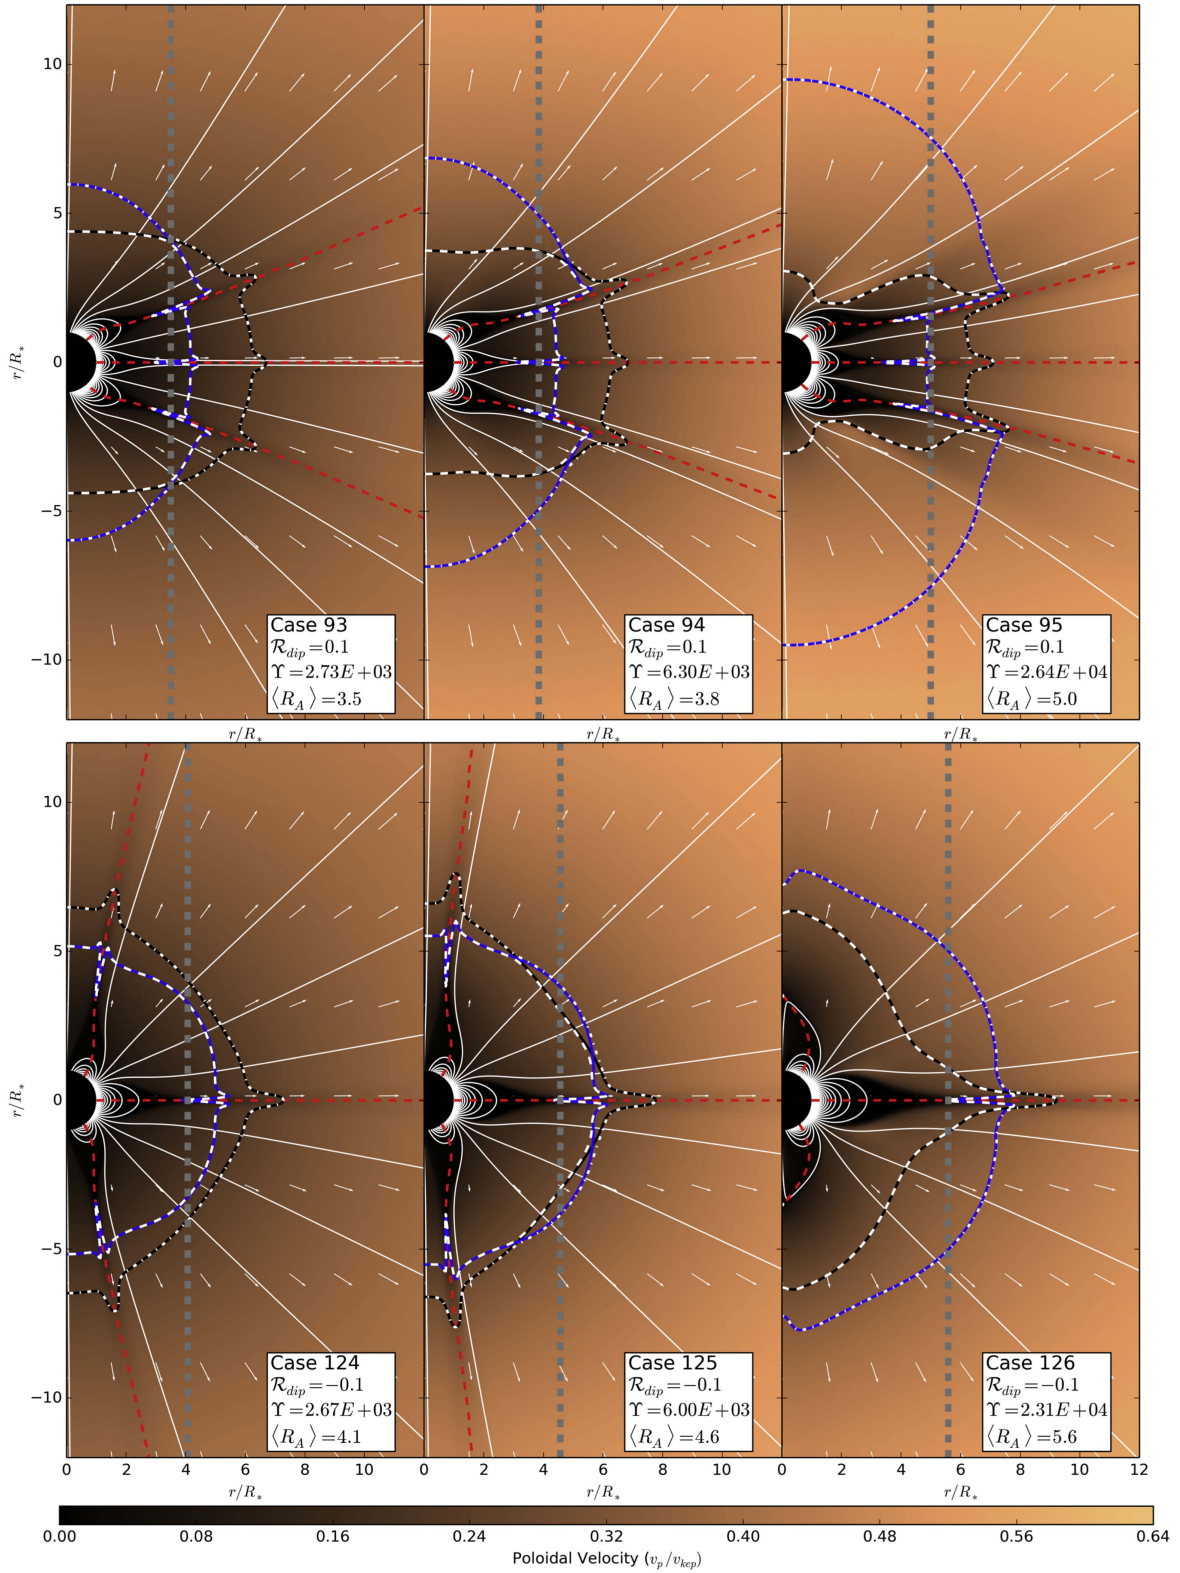 10
5
0
−5
−10
r/R*
Case 93
ℛdip=0.1
ϒ=2.73E+03
⟨RA⟩=3.5
Case 94
ℛdip=0.1
ϒ=6.30E+03
⟨RA⟩=3.8
Case 95
ℛdip=0.1
ϒ=2.64E+04
⟨RA⟩=5.0
r/R* r/R* r/R*
10
5
0
−5
−10
r/R*
Case 124
ℛdip=−0.1
ϒ=2.67E+03
⟨RA⟩=4.1
Case 125
ℛdip=−0.1
ϒ=6.00E+03
⟨RA⟩=4.6
Case 126
ℛdip=−0.1
ϒ=2.31E+04
⟨RA⟩=5.6
0 2 4 6 8 10 0 2 4 6 8 10 0 2 4 6 8 10 12
r/R* r/R* r/R*
0.00 0.08 0.16 0.24 0.32 0.40 0.48 0.56 0.64
Poloidal Velocity (vp/vkep)